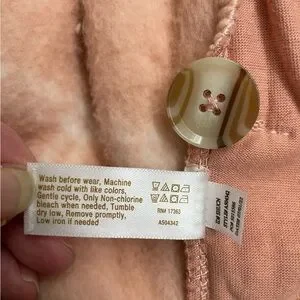 Wash before wear, Machine
wash cold with like colors,
Gentle cycle, Only Non-chlorine
bleach when needed, Tumble
dry low, Remove promptly,
Low iron if needed
RN# 17363
A504342